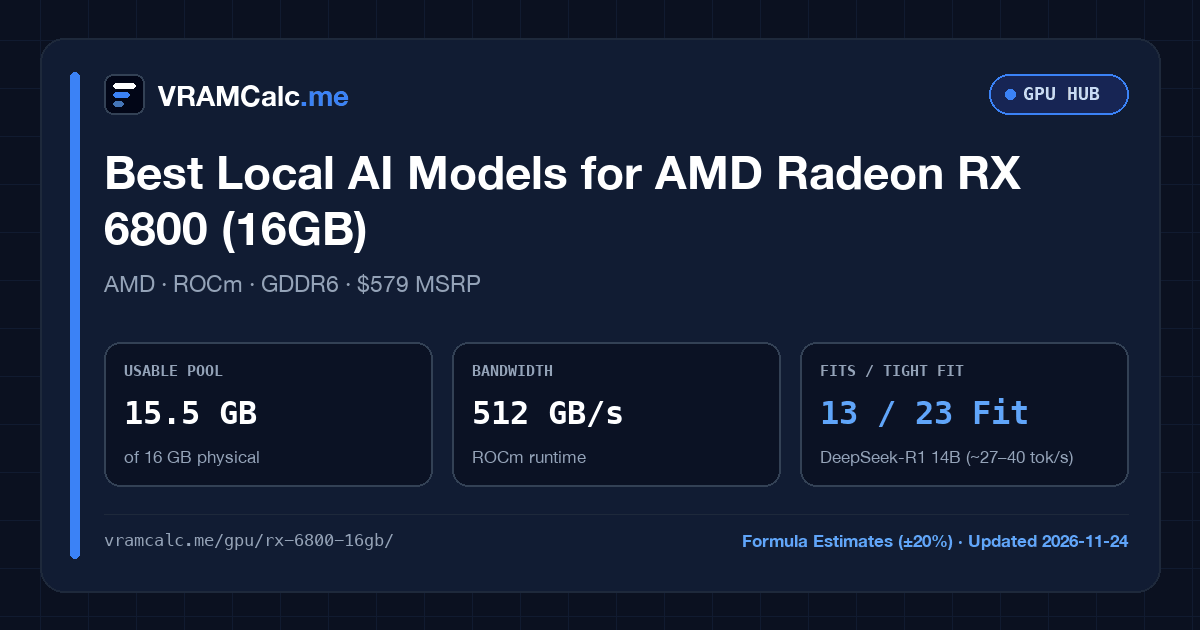 VRAMCalc.me
GPU HUB
Best Local AI Models for AMD Radeon RX
6800 (16GB)
AMD · ROCm · GDDR6 · $579 MSRP
USABLE POOL
15.5 GB
of 16 GB physical
BANDWIDTH
512 GB/s
ROCm runtime
FITS / TIGHT FIT
13 / 23 Fit
DeepSeek-R1 14B (~27–40 tok/s)
vramcalc.me/gpu/rx-6800-16gb/
Formula Estimates (±20%) · Updated 2026-11-24